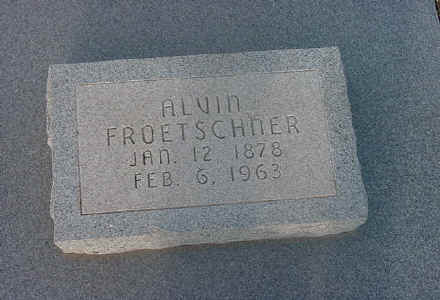 ALVIN
FROETSCHNER
JAN. 12 1878
FEB. 6, 1963